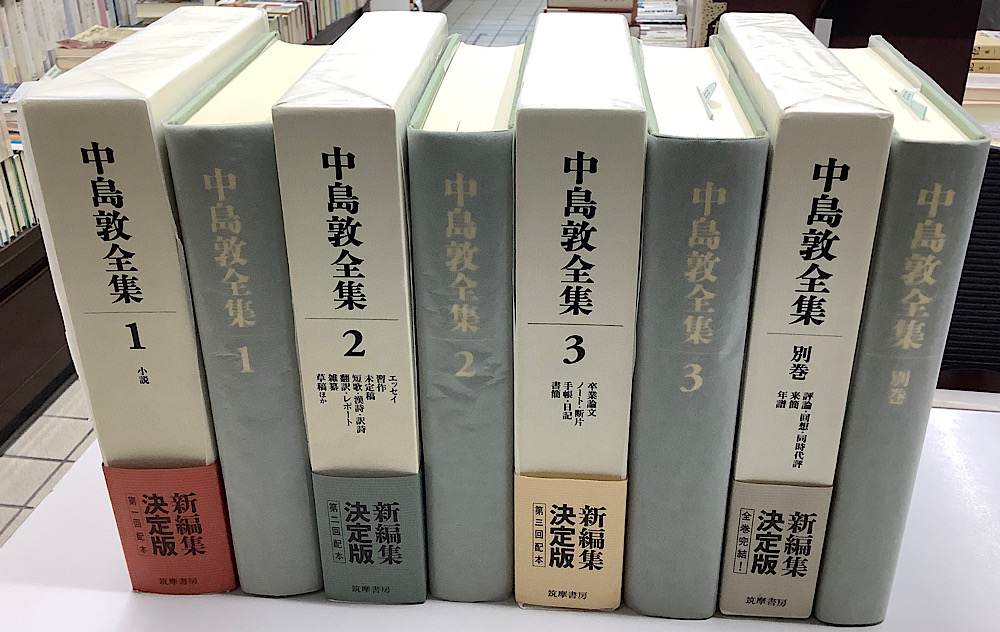 中島敦全集
1
小説
新編集
決定版
第一回配本
筑摩書房
中島敦全集
1
中島敦全集
2
エッセイ
習作
未定稿
短歌・漢詩・訳詩
翻訳・レポート
雑纂
草稿ほか
新編集
決定版
第二回配本
筑摩書房
中島敦全集
2
中島敦全集
3
卒業論文
ノート・断片
手帳・日記
書簡
新編集
決定版
第三回配本
筑摩書房
中島敦全集
3
中島敦全集
別巻
評論・回想・同時代評
来簡
年譜
新編集
決定版
全巻完結！
筑摩書房
中島敦全集
別巻